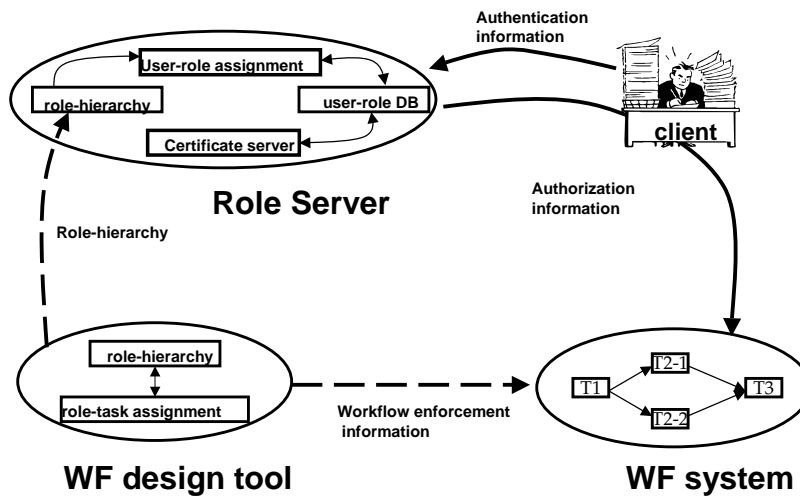 Authentication
information
User-role assignment
role-hierarchy
user-role DB
Certificate server
client
Role Server
Authorization
information
Role-hierarchy
role-hierarchy
role-task assignment
Workflow enforcement
information
T1
T2-1
T2-2
T3
WF design tool
WF system